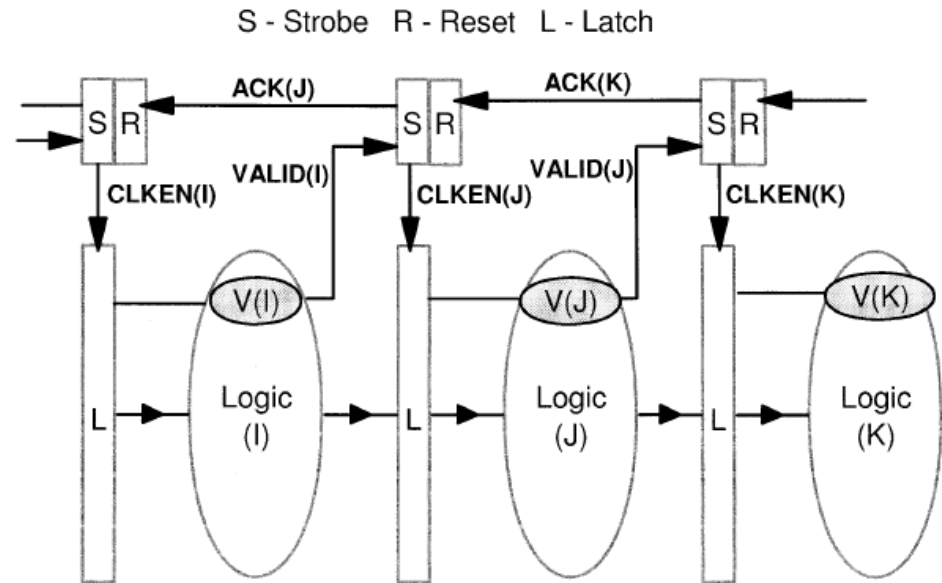 S - Strobe R - Reset L - Latch
ACK(J)
ACK(K)
S R
S R
S R
VALID(I)
VALID(J)
CLKEN(I)
CLKEN(J)
CLKEN(K)
V(I)
V(J)
V(K)
Logic
(I)
Logic
(J)
Logic
(K)
L
L
L